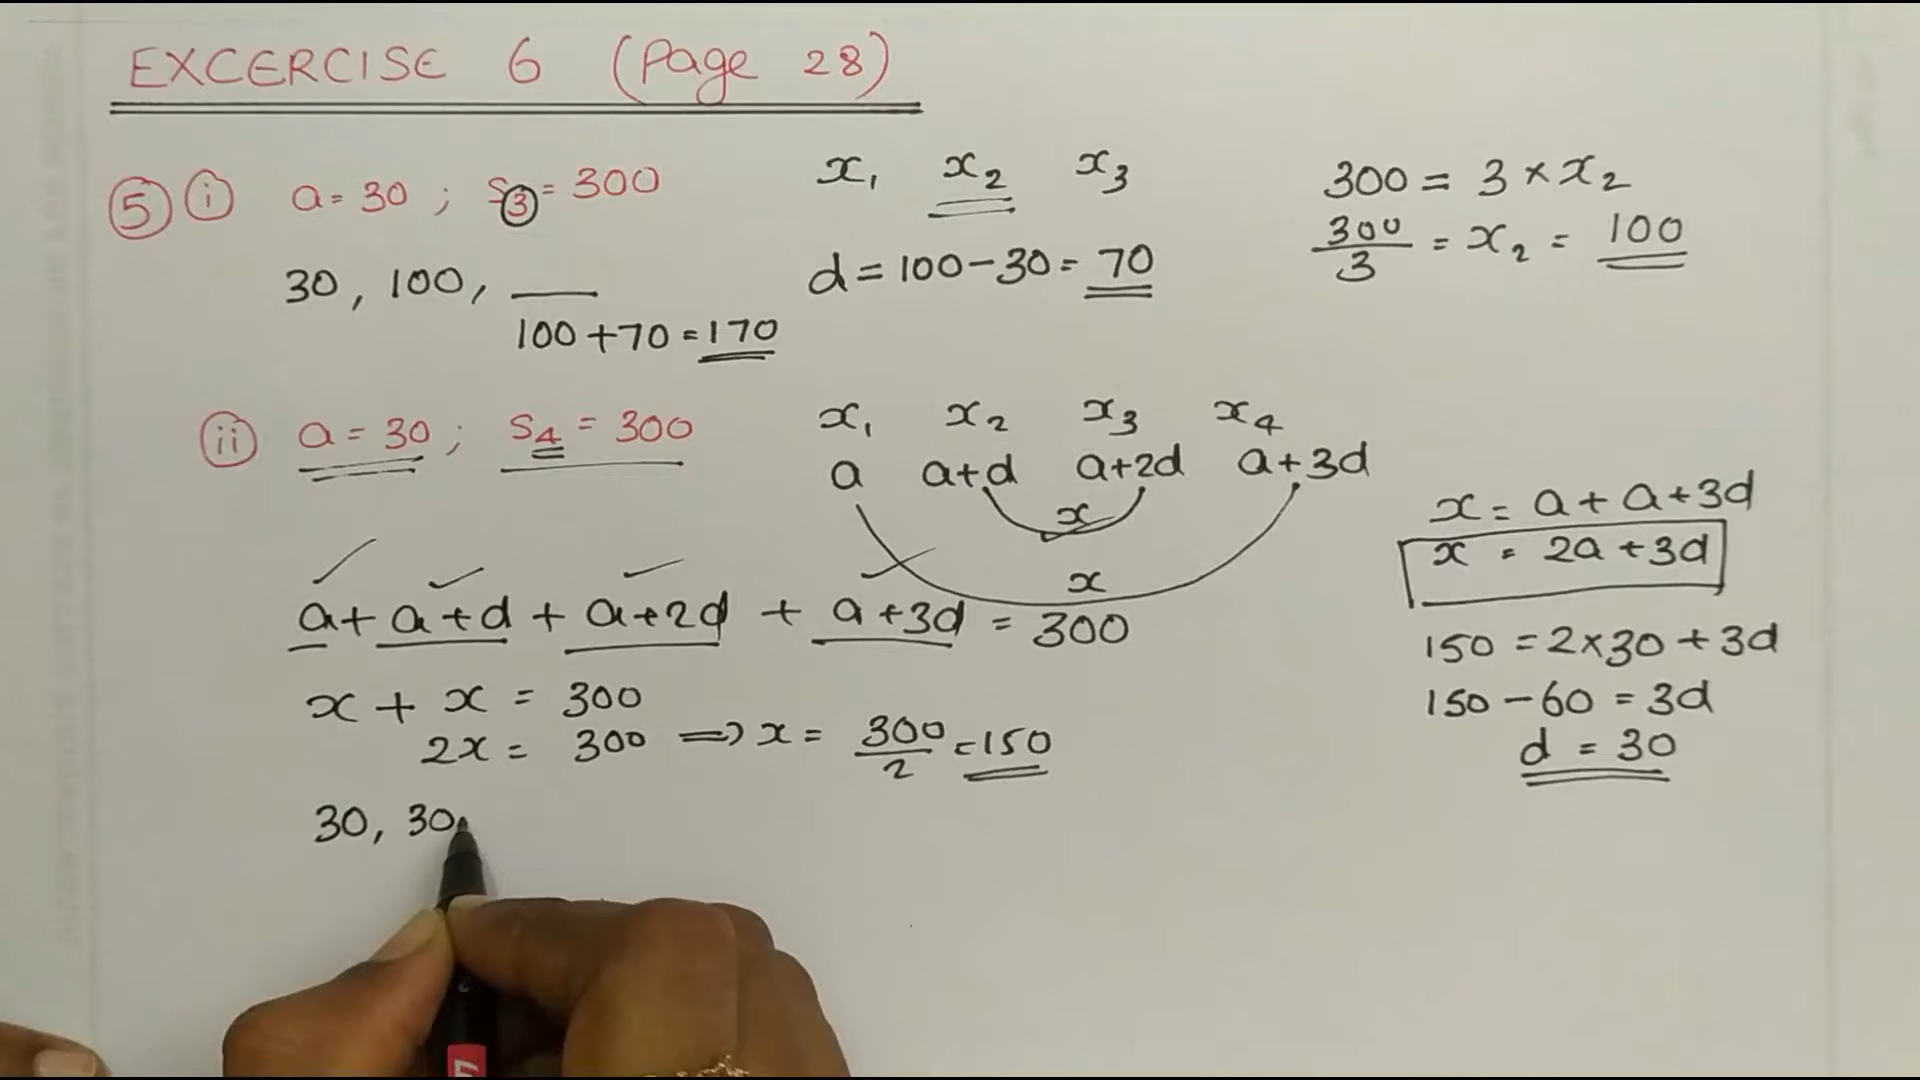 EXCERCISE 6 (Page 28)
5 i a = 30 ; S3 = 300
x1 x2 x3
300 = 3 × x2
300/3 = x2 = 100
30, 100, ___
d = 100 - 30 = 70
100 + 70 = 170
ii a = 30 ; S4 = 300
x1 x2 x3 x4
a a+d a+2d a+3d
x
x
x = a + a + 3d
x = 2a + 3d
150 = 2×30 + 3d
150 - 60 = 3d
d = 30
a + a + d + a + 2d + a + 3d = 300
x + x = 300
2x = 300 ⇒ x = 300/2 = 150
30, 30